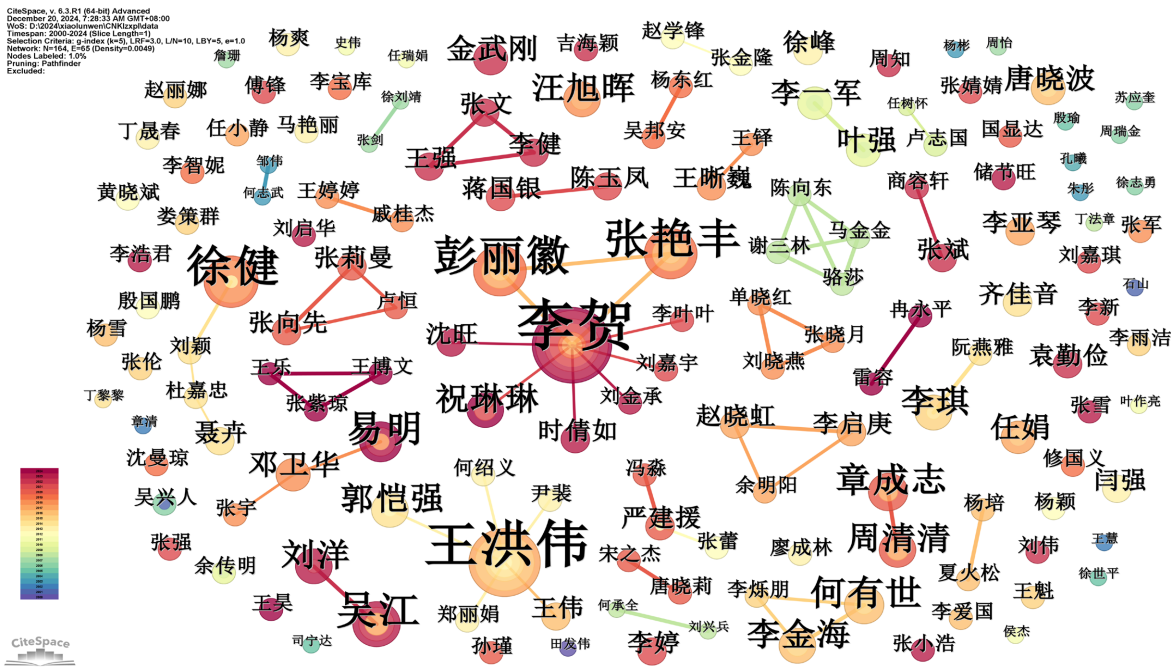 CiteSpace, v. 6.3.R1 (64-bit) Advanced
December 20, 2024, 7:28:33 AM GMT+08:00
WoS: D:\2024\xiaolunwen\CNKIzxpl\data
Timespan: 2000-2024 (Slice Length=1)
Selection Criteria: g-index (k=5), LRF=3.0, L/N=10, LBY=5, e=1.0
Network: N=164, E=65 (Density=0.0049)
Nodes Labeled: 1.0%
Pruning: Pathfinder
Excluded:
杨爽
史伟
詹珊
任瑞娟
金武刚
吉海颖
赵学锋
张金隆
徐峰
周知
杨彬
周怡
赵丽娜
傅锋
李宝库
徐刘靖
张文
汪旭晖
杨东红
李一军
张婧婧
唐晓波
苏应奎
任树怀
丁晟春
任小静
马艳丽
张剑
王强
李健
吴邦安
王铎
叶强
卢志国
国显达
殷瑜
周瑞金
李智妮
邹伟
何志武
蒋国银
陈玉凤
王晰巍
陈向东
商容轩
储节旺
孔曦
朱彤
徐志勇
黄晓斌
娄策群
王婷婷
戚桂杰
刘启华
谢三林
马金金
骆莎
张斌
李亚琴
丁法章
张军
李浩君
徐健
张莉曼
卢恒
张向先
彭丽徽
张艳丰
李贺
刘嘉琪
石山
殷国鹏
杨雪
张伦
刘颖
杜嘉忠
丁黎黎
章清
聂卉
沈旺
李叶叶
刘嘉宇
刘金承
祝琳琳
时倩如
单晓红
张晓月
刘晓燕
冉永平
雷容
齐佳音
李新
李雨洁
阮燕雅
袁勤俭
王乐
王博文
张紫琼
易明
邓卫华
张宇
赵晓虹
李启庚
余明阳
李琪
任娟
张雪
叶作亮
沈曼琼
吴兴人
张强
余传明
何绍义
尹裴
郭恺强
王洪伟
郑丽娟
王伟
冯淼
严建援
张蕾
宋之杰
唐晓莉
章成志
周清清
廖成林
修国义
闫强
杨培
夏火松
杨颖
刘伟
王慧
徐世平
刘洋
吴江
王昊
司宁达
孙瑾
田发伟
何承全
刘兴兵
李婷
李烁朋
何有世
李金海
李爱国
张小浩
王魁
侯杰
CiteSpace